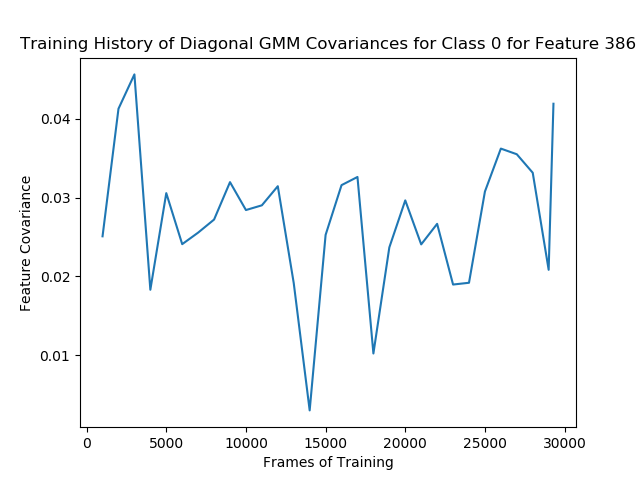 Training History of Diagonal GMM Covariances for Class 0 for Feature 386
0.04
0.03
0.02
0.01
Feature Covariance
0 5000 10000 15000 20000 25000 30000
Frames of Training